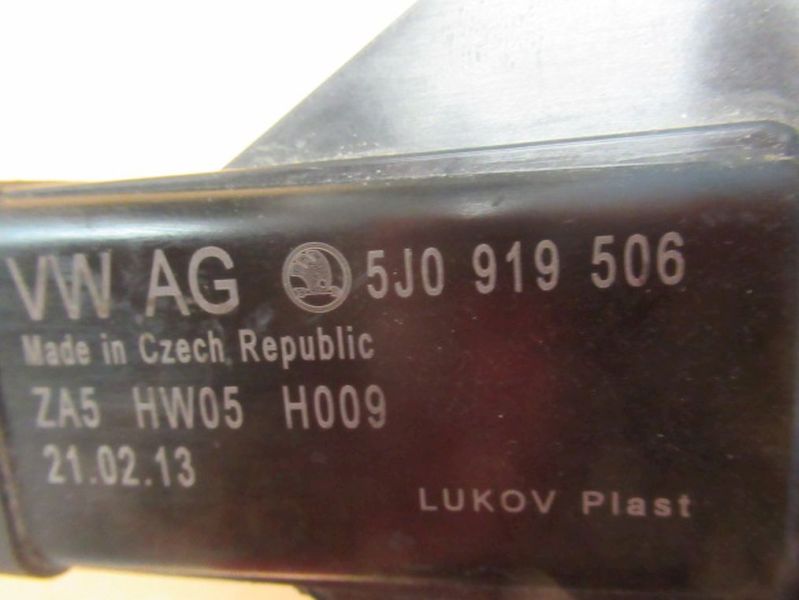 VW AG 5J0 919 506
Made in Czech Republic
ZA5 HW05 H009
21.02.13
LUKOV Plast